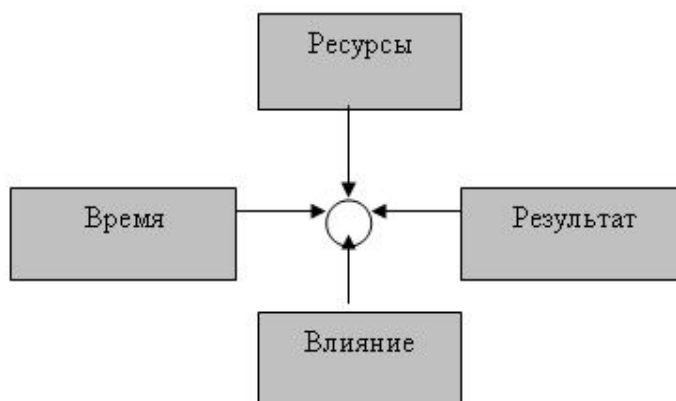 Ресурсы
Время
Результат
Влияние